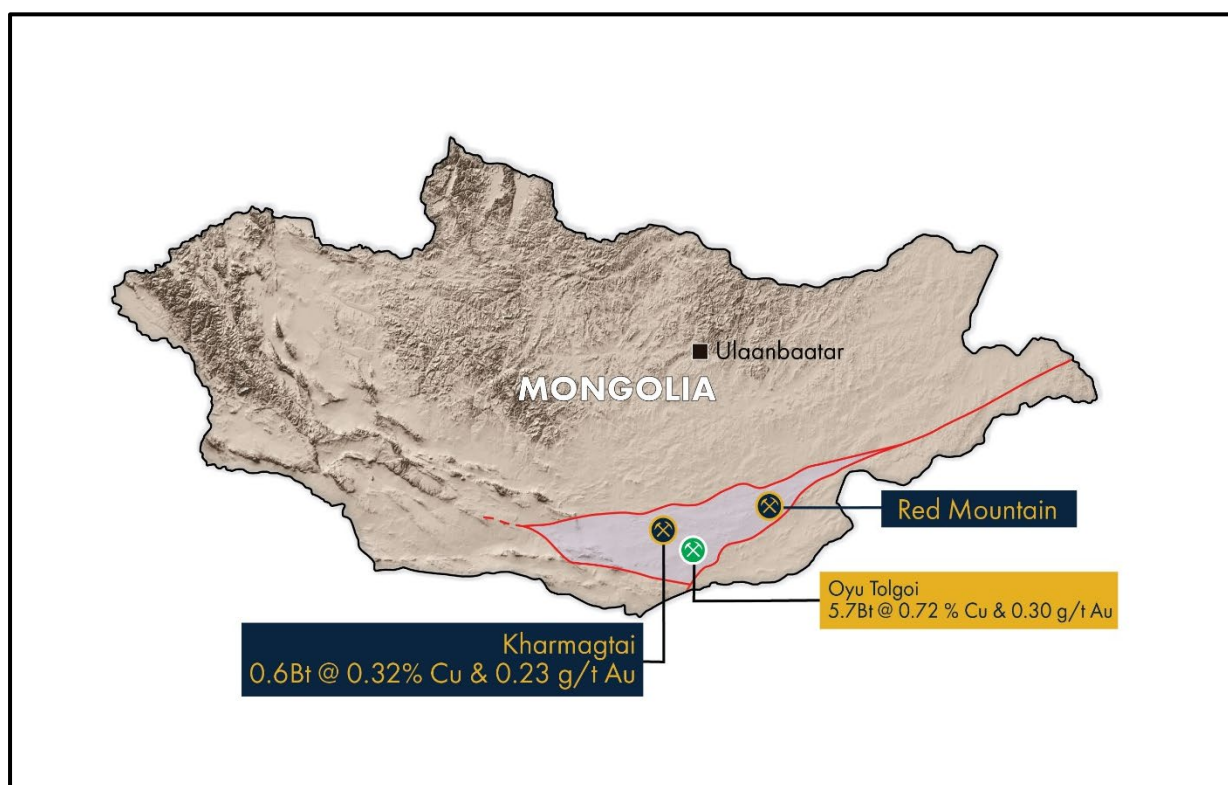 Ulaanbaatar
MONGOLIA
Red Mountain
Oyu Tolgoi
5.7Bt @ 0.72 % Cu & 0.30 g/t Au
Kharmagtai
0.6Bt @ 0.32% Cu & 0.23 g/t Au